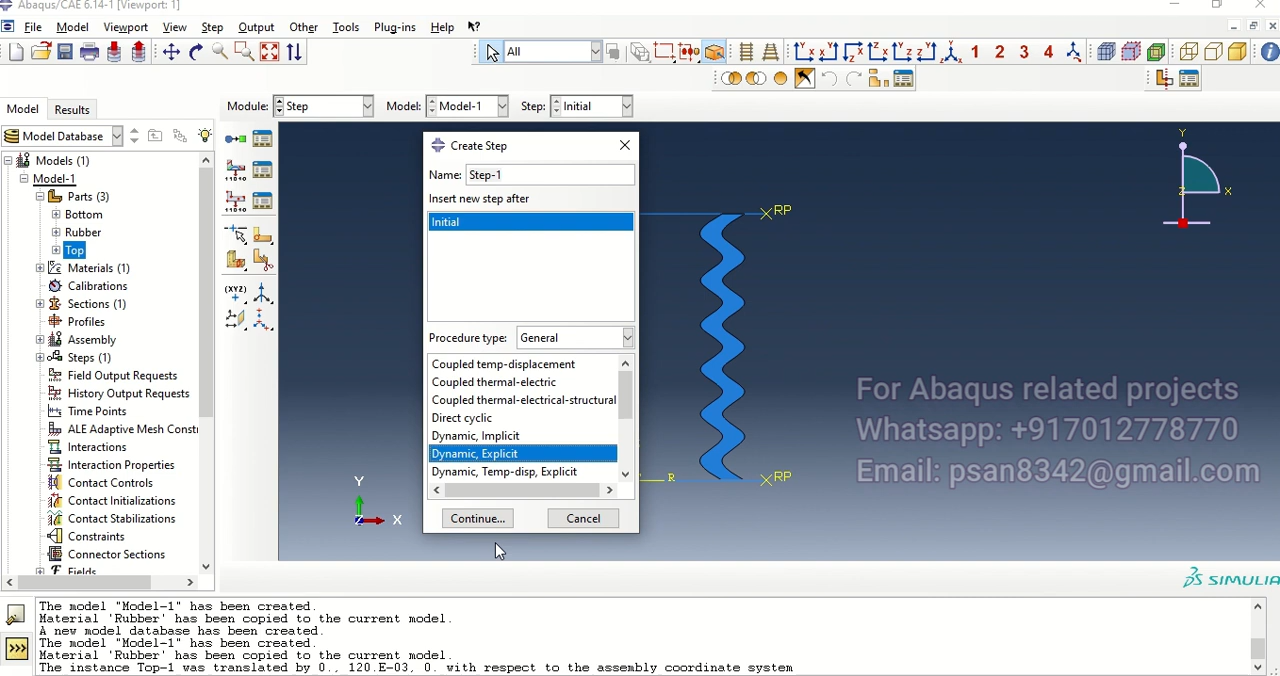 Abaqus/CAE 6.14-1 [Viewport: 1]
File Model Viewport View Step Output Other Tools Plug-ins Help
All
1 2 3 4
Model Results
Module: Step Model: Model-1 Step: Initial
Model Database
Models (1)
Model-1
Parts (3)
Bottom
Rubber
Top
Materials (1)
Calibrations
Sections (1)
Profiles
Assembly
Steps (1)
Field Output Requests
History Output Requests
Time Points
ALE Adaptive Mesh Constr
Interactions
Interaction Properties
Contact Controls
Contact Initializations
Contact Stabilizations
Constraints
Connector Sections
Fields
(XYZ)
Create Step
Name: Step-1
Insert new step after
Initial
Procedure type: General
Coupled temp-displacement
Coupled thermal-electric
Coupled thermal-electrical-structural
Direct cyclic
Dynamic, Implicit
Dynamic, Explicit
Dynamic, Temp-disp, Explicit
Continue... Cancel
RP
R
RP
Y
X
Z
Y
Z
X
For Abaqus related projects
Whatsapp: +917012778770
Email: psan8342@gmail.com
SIMULIA
The model "Model-1" has been created.
Material 'Rubber' has been copied to the current model.
A new model database has been created.
The model "Model-1" has been created.
Material 'Rubber' has been copied to the current model.
The instance Top-1 was translated by 0., 120.E-03, 0. with respect to the assembly coordinate system